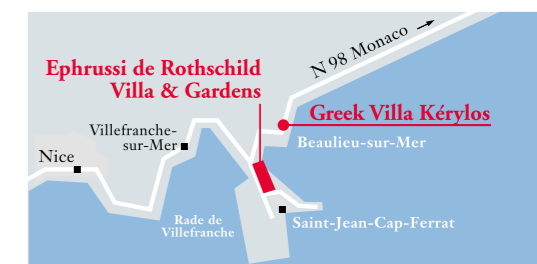 N 98 Monaco
Ephrussi de Rothschild
Villa & Gardens
Greek Villa Kérylos
Villefranche-
sur-Mer
Beaulieu-sur-Mer
Nice
Rade de
Villefranche
Saint-Jean-Cap-Ferrat